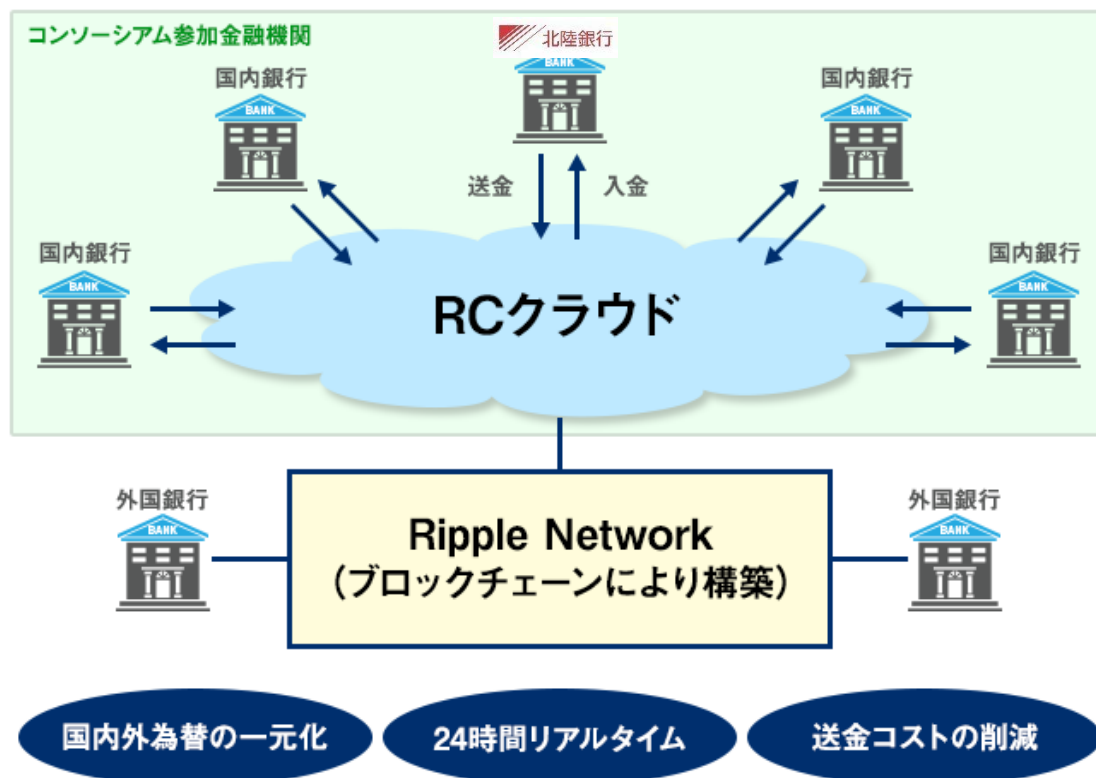 コンソーシアム参加金融機関
北陸銀行
BANK
国内銀行
BANK
国内銀行
BANK
送金
入金
国内銀行
BANK
国内銀行
BANK
RCクラウド
外国銀行
BANK
外国銀行
BANK
Ripple Network
（ブロックチェーンにより構築）
国内外為替の一元化
24時間リアルタイム
送金コストの削減